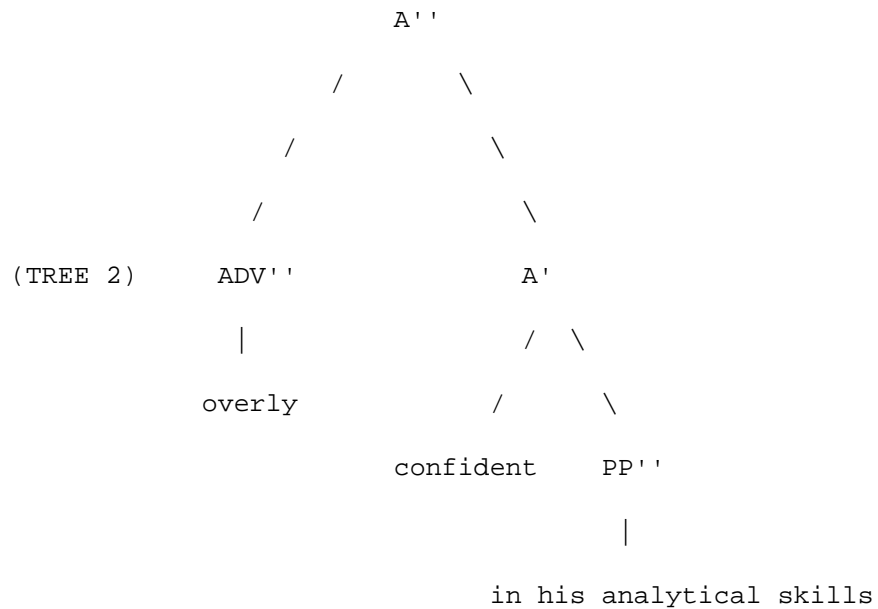 A''
/ \
/ \
/ \
(TREE 2) ADV'' A'
| / \
overly / \
confident PP''
|
in his analytical skills